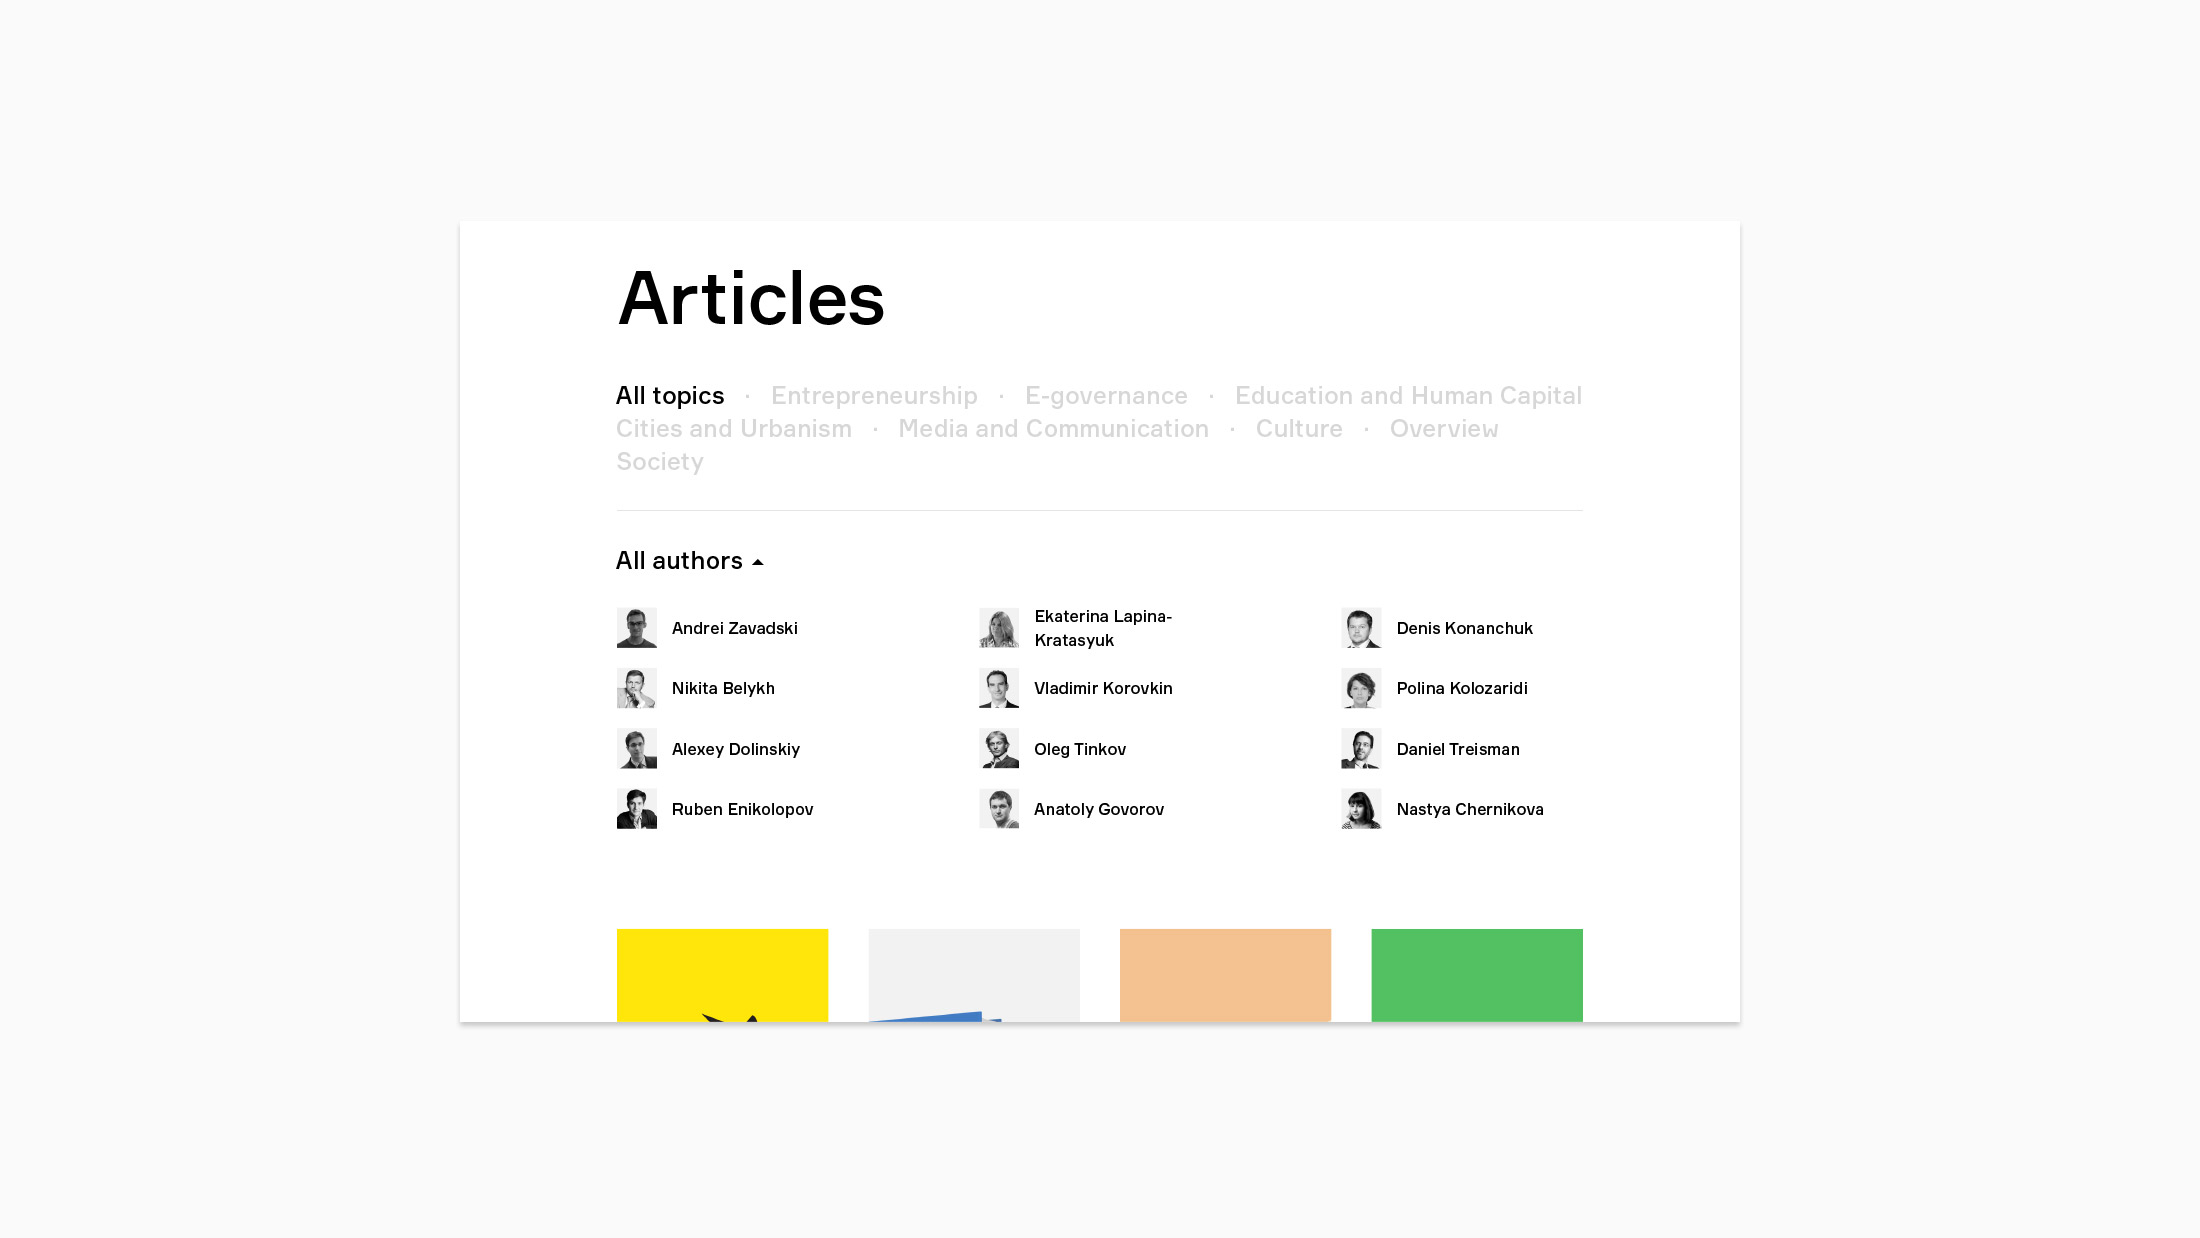 Articles
All topics · Entrepreneurship · E-governance · Education and Human Capital
Cities and Urbanism · Media and Communication · Culture · Overview
Society
All authors
Andrei Zavadski
Ekaterina Lapina-
Kratasyuk
Denis Konanchuk
Nikita Belykh
Vladimir Korovkin
Polina Kolozaridi
Alexey Dolinskiy
Oleg Tinkov
Daniel Treisman
Ruben Enikolopov
Anatoly Govorov
Nastya Chernikova